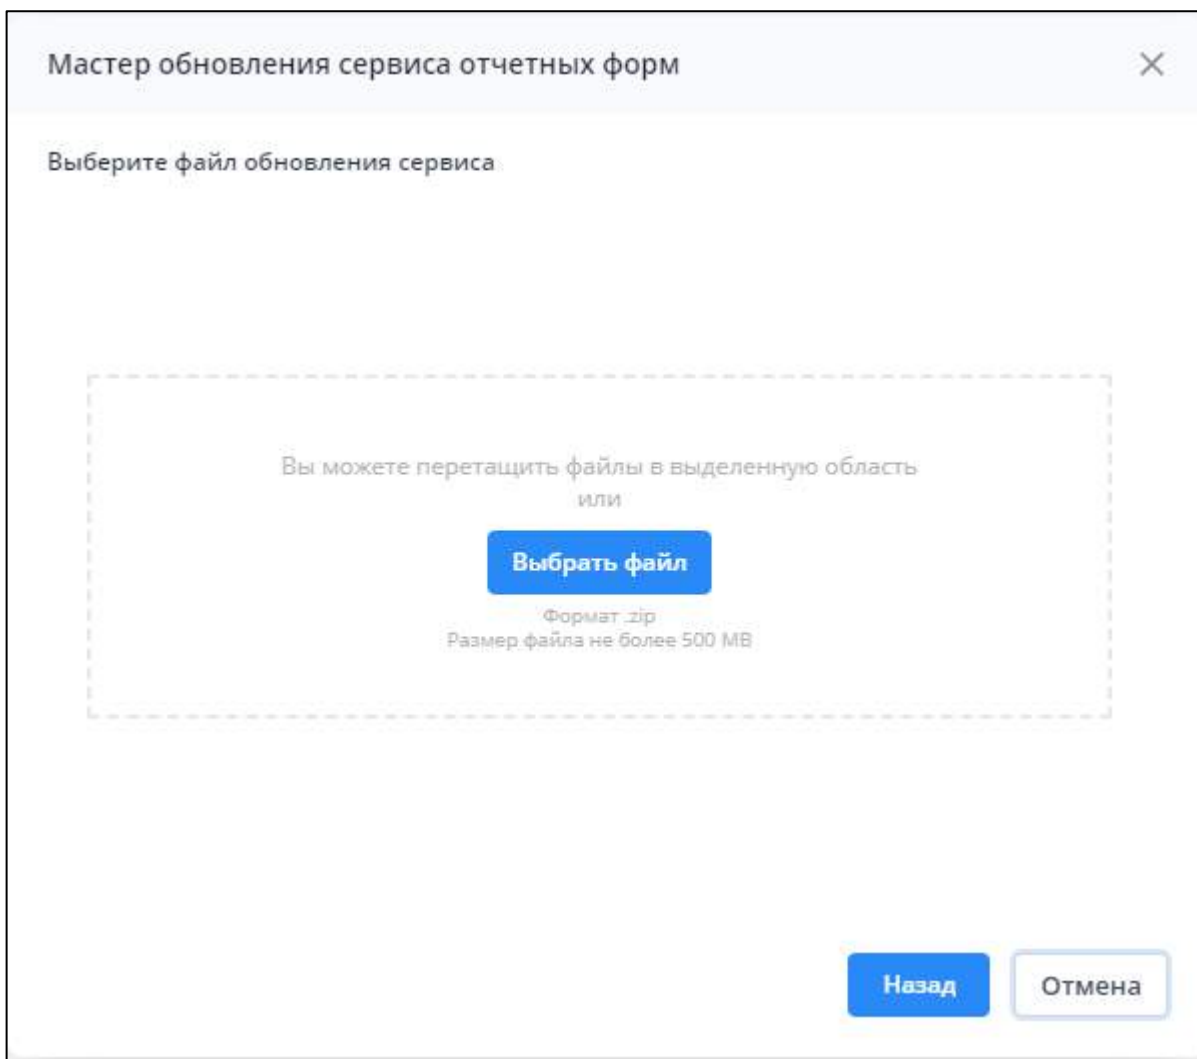 Мастер обновления сервиса отчетных форм
Выберите файл обновления сервиса
Вы можете перетащить файлы в выделенную область
или
Выбрать файл
Формат .zip
Размер файла не более 500 MB
Назад
Отмена